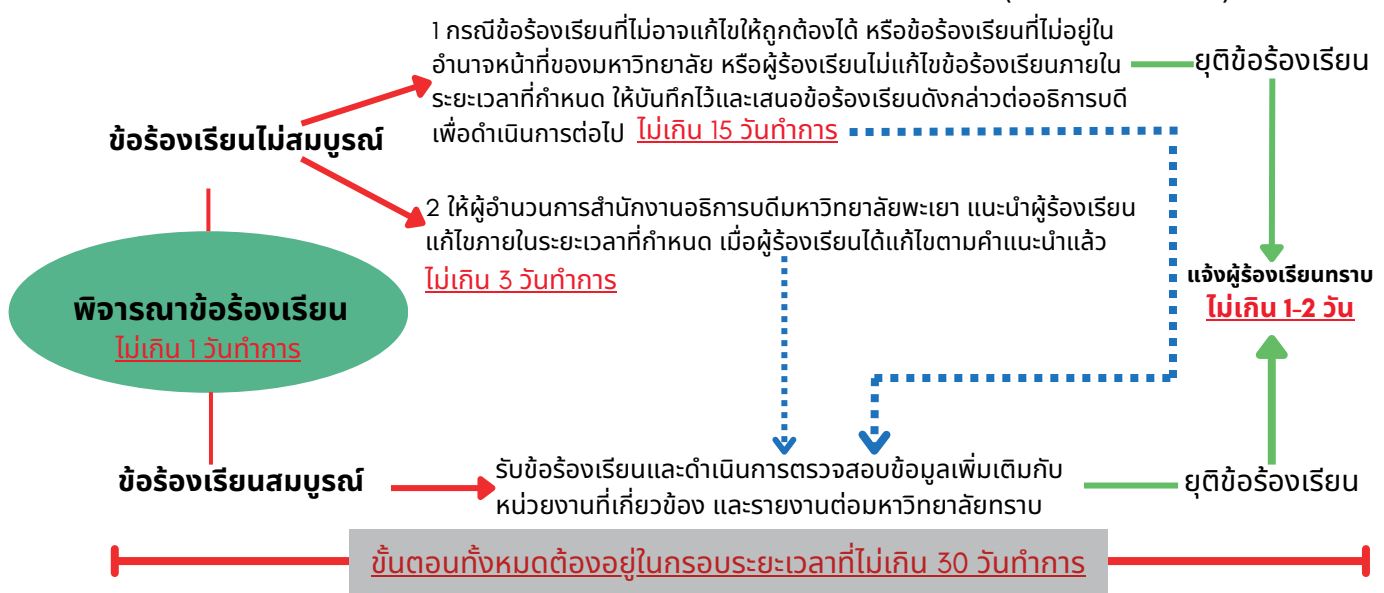 1 กรณีข้อร้องเรียนที่ไม่อาจแก้ไขให้ถูกต้องได้ หรือข้อร้องเรียนที่ไม่อยู่ใน
อำนาจหน้าที่ของมหาวิทยาลัย หรือผู้ร้องเรียนไม่แก้ไขข้อร้องเรียนภายใน
ระยะเวลาที่กำหนด ให้บันทึกไว้และเสนอข้อร้องเรียนดังกล่าวต่ออธิการบดี
เพื่อดำเนินการต่อไป ไม่เกิน 15 วันทำการ
ยุติข้อร้องเรียน
ข้อร้องเรียนไม่สมบูรณ์
2 ให้ผู้อำนวยการสำนักงานอธิการบดีมหาวิทยาลัยพะเยา แนะนำผู้ร้องเรียน
แก้ไขภายในระยะเวลาที่กำหนด เมื่อผู้ร้องเรียนได้แก้ไขตามคำแนะนำแล้ว
ไม่เกิน 3 วันทำการ
แจ้งผู้ร้องเรียนทราบ
ไม่เกิน 1-2 วัน
พิจารณาข้อร้องเรียน
ไม่เกิน 1 วันทำการ
ข้อร้องเรียนสมบูรณ์
รับข้อร้องเรียนและดำเนินการตรวจสอบข้อมูลเพิ่มเติมกับ
หน่วยงานที่เกี่ยวข้อง และรายงานต่อมหาวิทยาลัยทราบ
ยุติข้อร้องเรียน
ขั้นตอนทั้งหมดต้องอยู่ในกรอบระยะเวลาที่ไม่เกิน 30 วันทำการ